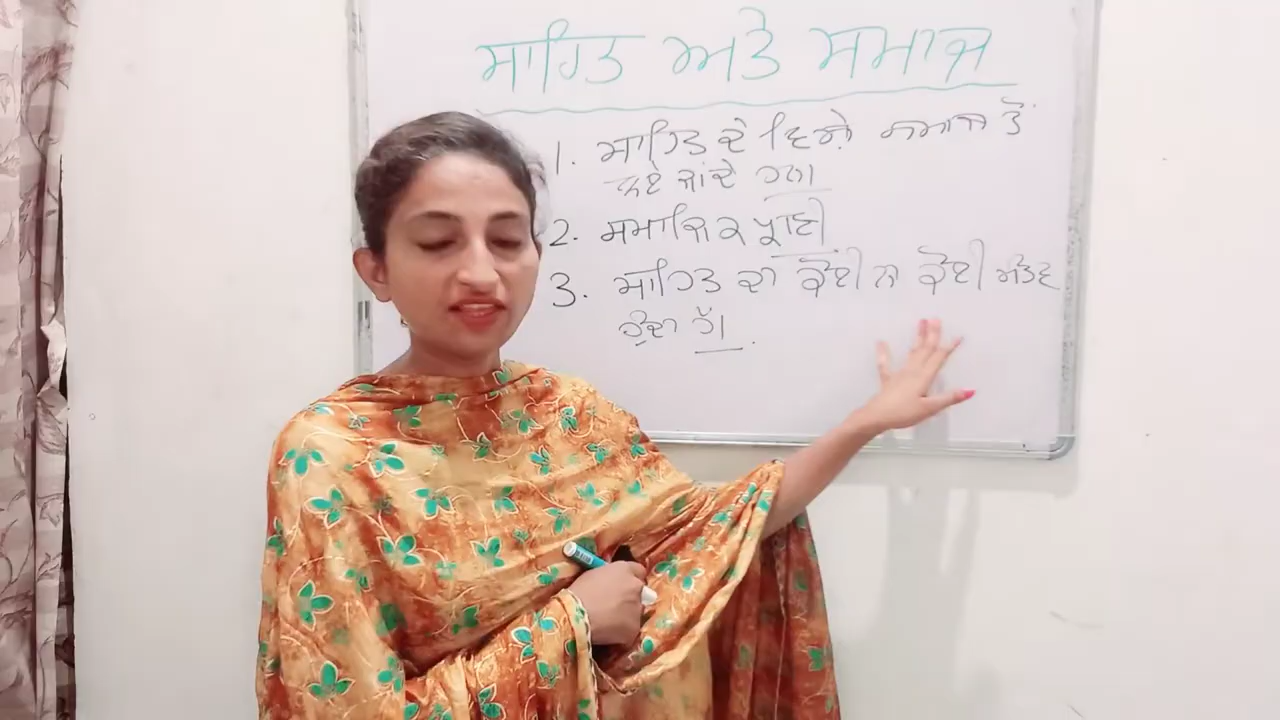 ਸਾਹਿਤ ਅਤੇ ਸਮਾਜ
1. ਸਾਹਿਤ ਦੇ ਵਿਸ਼ੇ ਸਮਾਜ ਤੋਂ
ਲਏ ਜਾਂਦੇ ਹਨ।
2. ਸਮਾਜਿਕ ਪ੍ਰਾਣੀ
3. ਸਾਹਿਤ ਦਾ ਕੋਈ ਨਾ ਕੋਈ ਮੰਤਵ
ਹੁੰਦਾ ਹੈ।